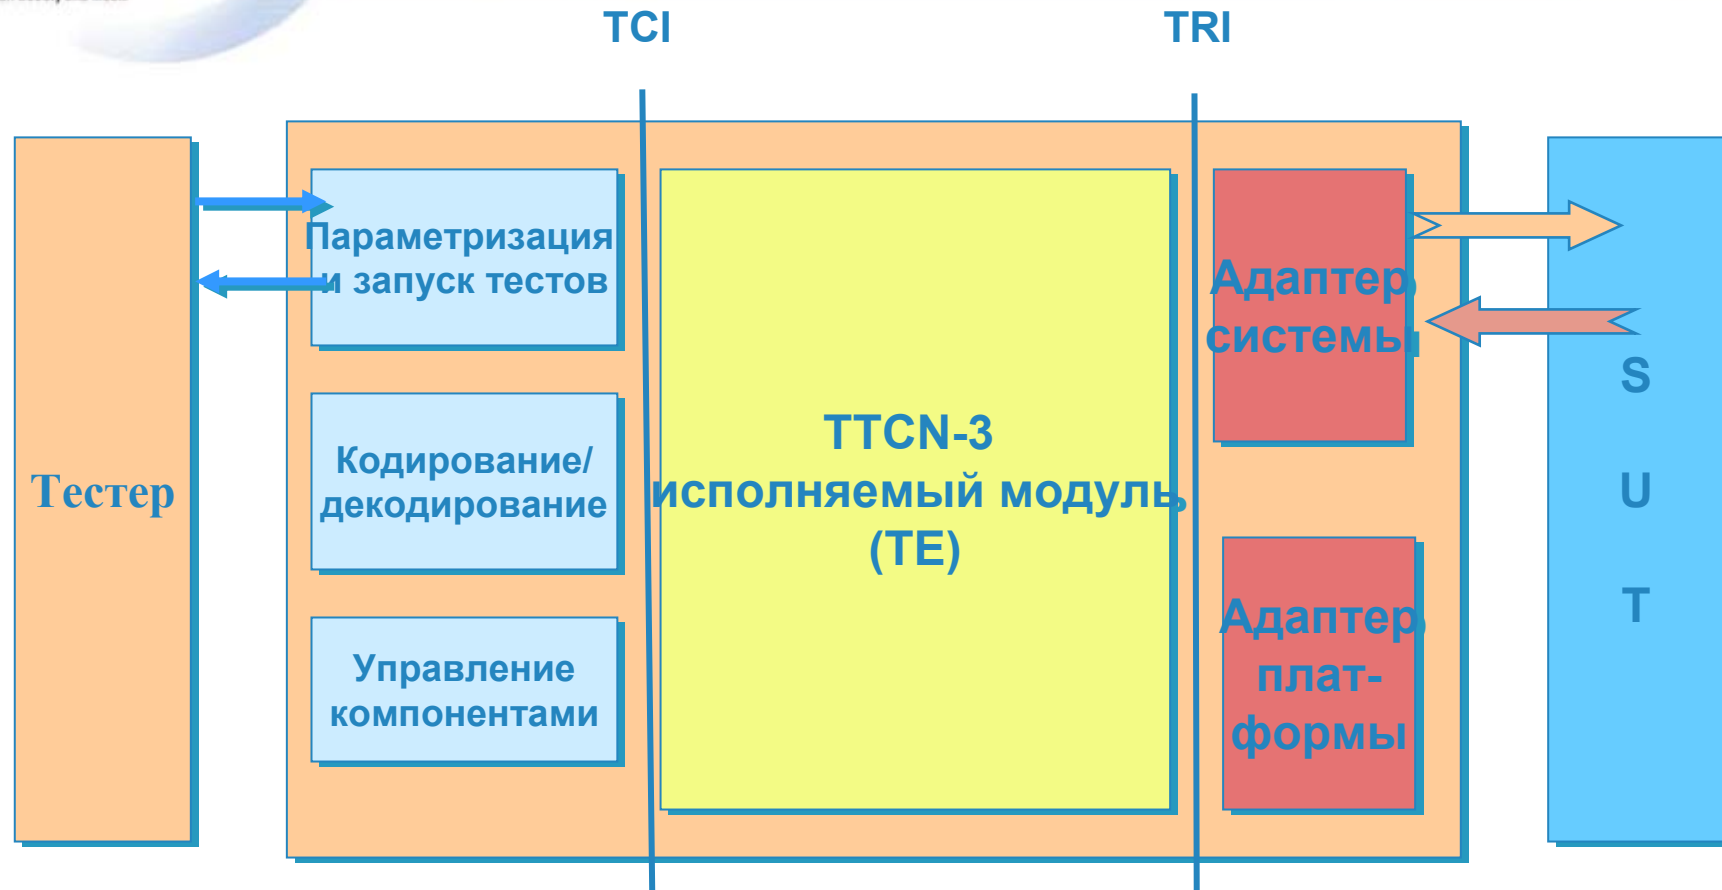 TCI
TRI
Тестер
Параметризация
и запуск тестов
Кодирование/
декодирование
Управление
компонентами
TTCN-3
исполняемый модуль
(TE)
Адаптер
системы
Адаптер
плат-
формы
S
U
T